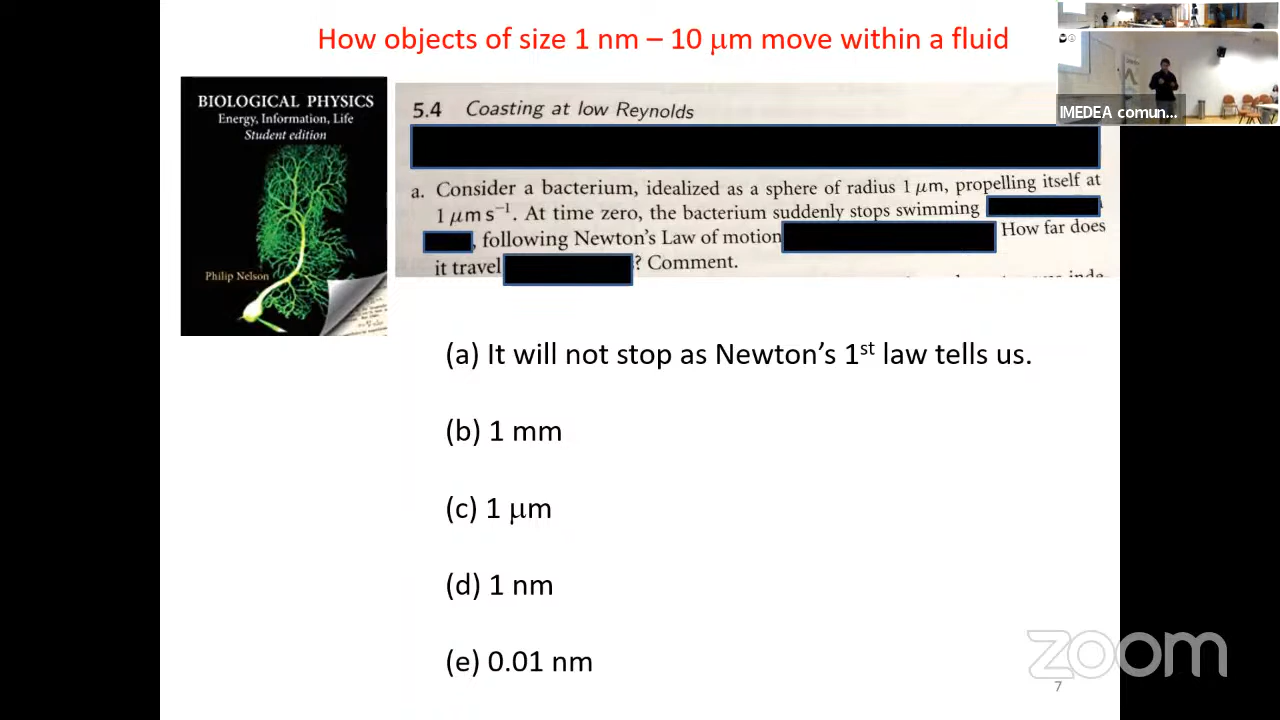 How objects of size 1 nm – 10 μm move within a fluid
BIOLOGICAL PHYSICS
Energy, Information, Life
Student edition
Philip Nelson
5.4 Coasting at low Reynolds
a. Consider a bacterium, idealized as a sphere of radius 1 μm, propelling itself at
1 μm s⁻¹. At time zero, the bacterium suddenly stops swimming
, following Newton's Law of motion How far does
it travel ? Comment.
IMEDEA comun...
(a) It will not stop as Newton's 1st law tells us.
(b) 1 mm
(c) 1 μm
(d) 1 nm
(e) 0.01 nm
zoom
7